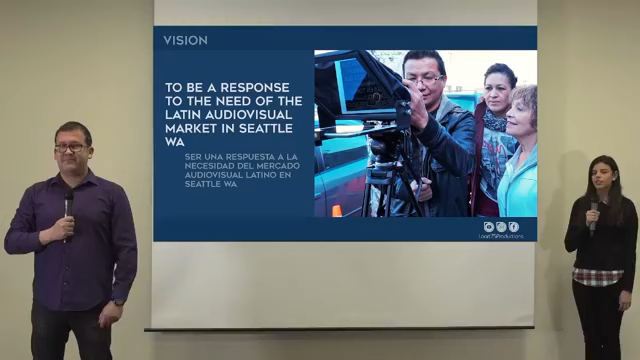 VISION
TO BE A RESPONSE
TO THE NEED OF THE
LATIN AUDIOVISUAL
MARKET IN SEATTLE
WA
SER UNA RESPUESTA A LA
NECESIDAD DEL MERCADO
AUDIOVISUAL LATINO EN
SEATTLE WA